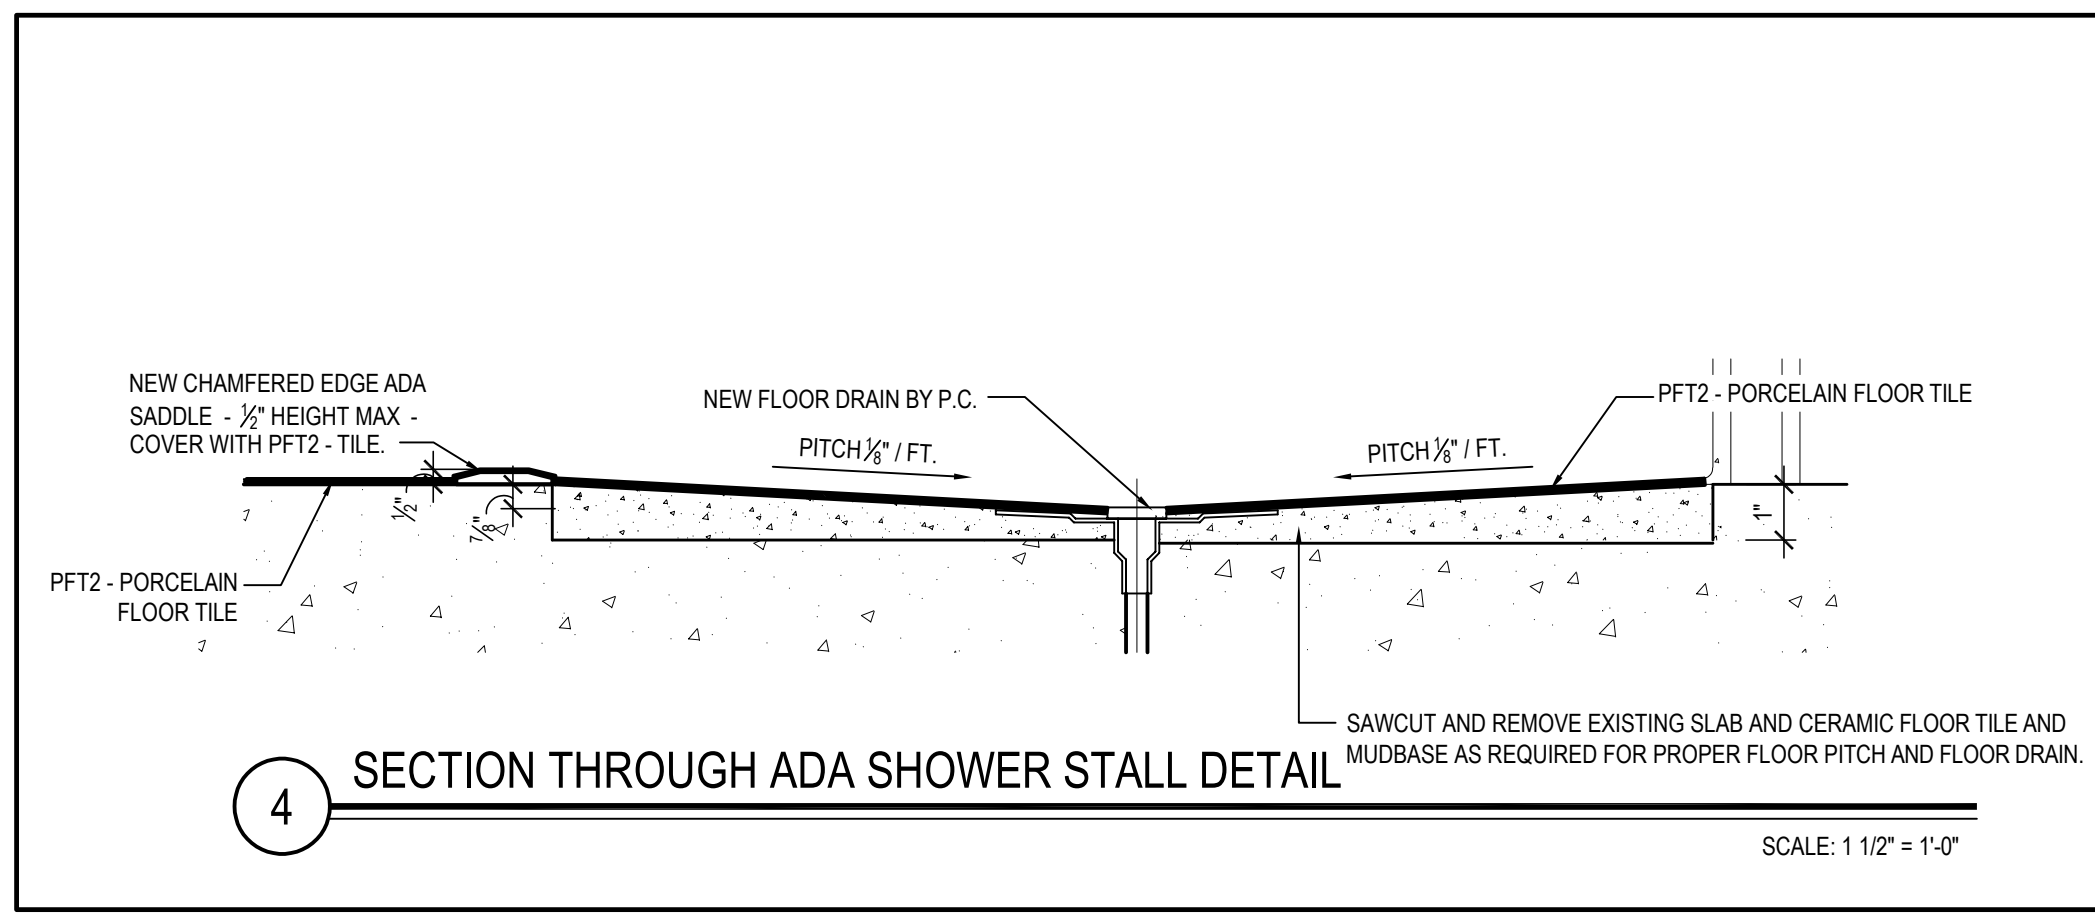 NEW CHAMFERED EDGE ADA
SADDLE - ½" HEIGHT MAX -
COVER WITH PFT2 - TILE.
NEW FLOOR DRAIN BY P.C.
PFT2 - PORCELAIN FLOOR TILE
PITCH ⅛" / FT.
PITCH ⅛" / FT.
½"
⅞"
1"
PFT2 - PORCELAIN
FLOOR TILE
SAWCUT AND REMOVE EXISTING SLAB AND CERAMIC FLOOR TILE AND
MUDBASE AS REQUIRED FOR PROPER FLOOR PITCH AND FLOOR DRAIN.
4
SECTION THROUGH ADA SHOWER STALL DETAIL
SCALE: 1 1/2" = 1'-0"